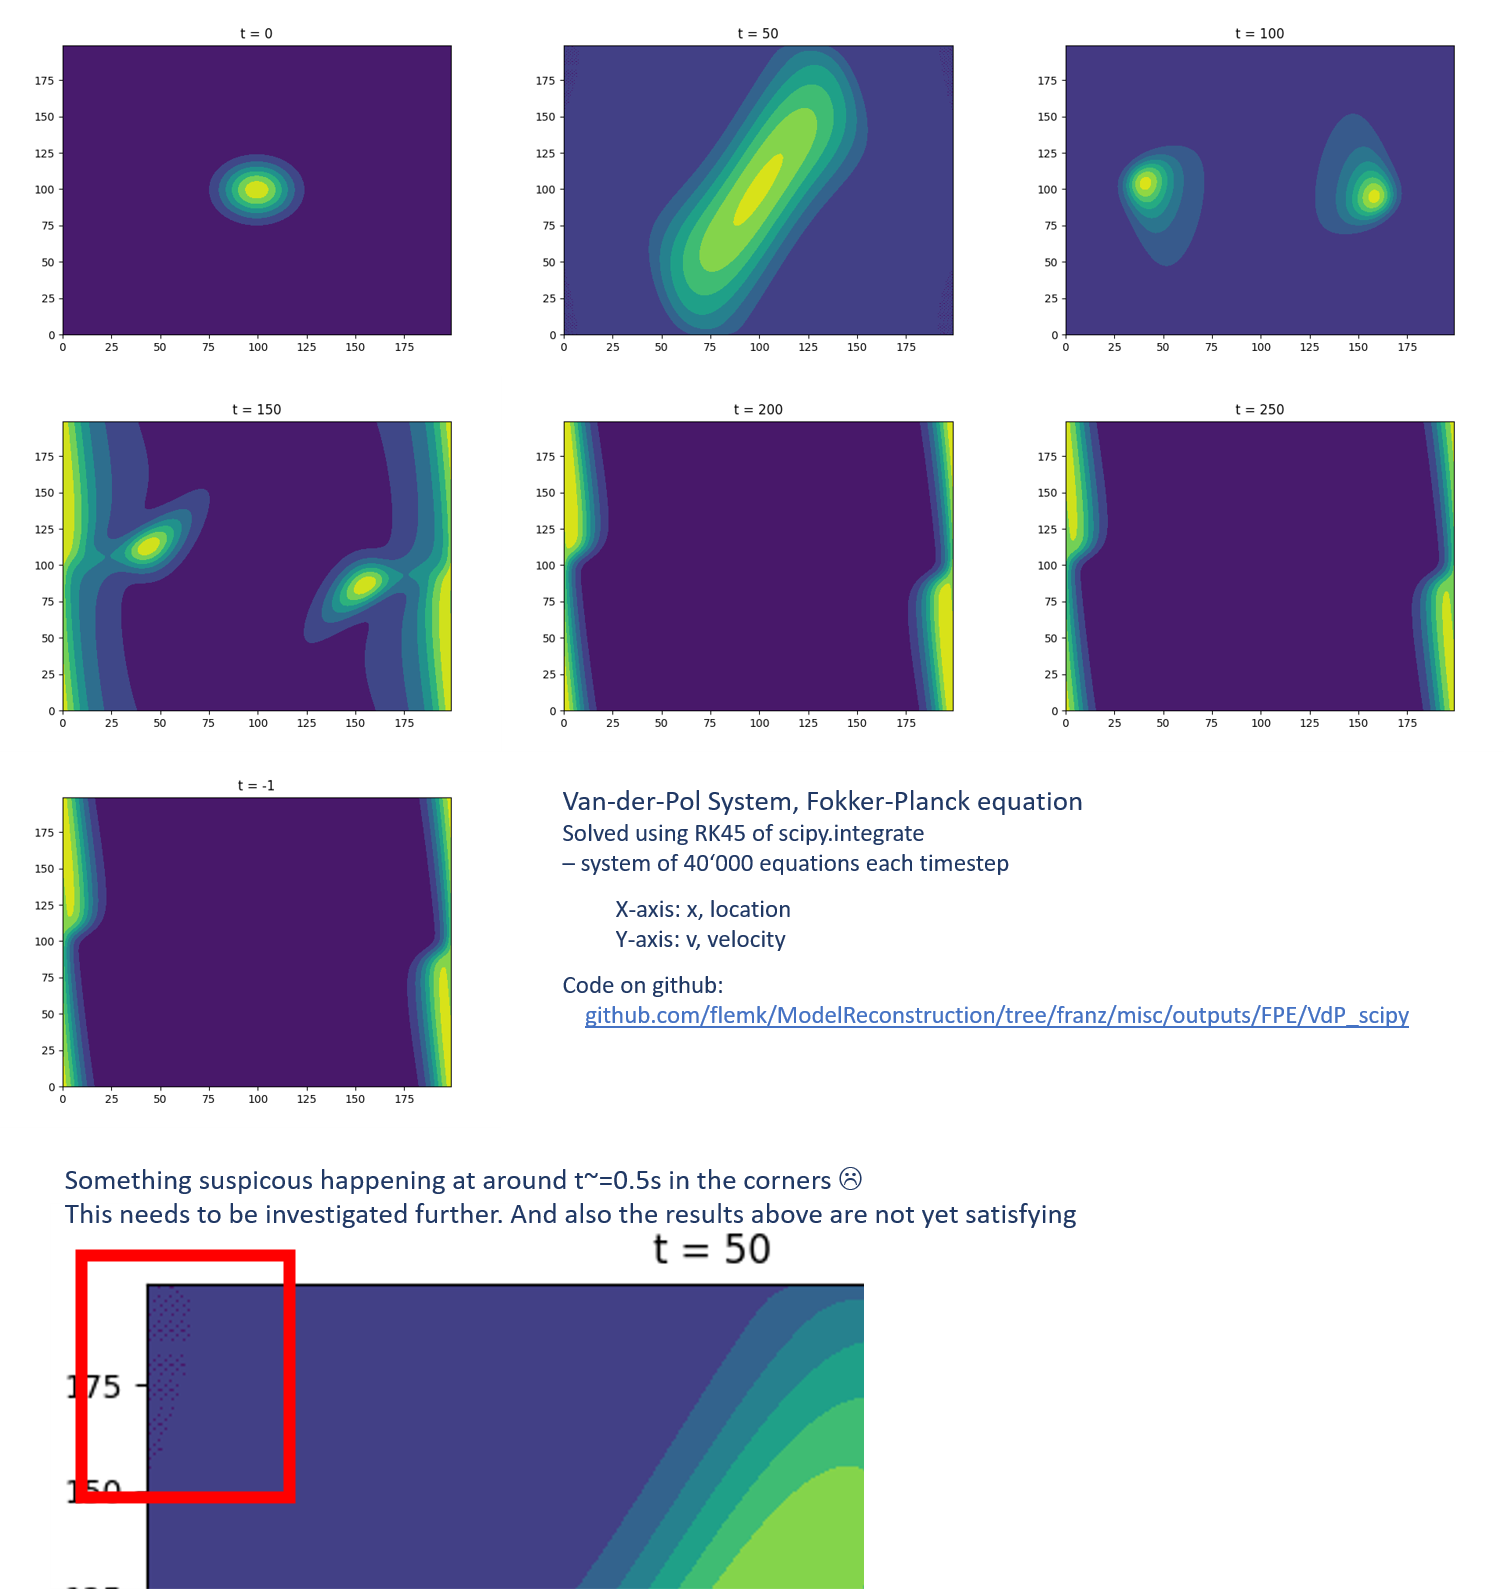 t = 0
175
150
125
100
75
50
25
0
0 25 50 75 100 125 150 175
t = 50
175
150
125
100
75
50
25
0
0 25 50 75 100 125 150 175
t = 100
175
150
125
100
75
50
25
0
0 25 50 75 100 125 150 175
t = 150
175
150
125
100
75
50
25
0
0 25 50 75 100 125 150 175
t = 200
175
150
125
100
75
50
25
0
0 25 50 75 100 125 150 175
t = 250
175
150
125
100
75
50
25
0
0 25 50 75 100 125 150 175
t = -1
175
150
125
100
75
50
25
0
0 25 50 75 100 125 150 175
Van-der-Pol System, Fokker-Planck equation
Solved using RK45 of scipy.integrate
– system of 40‘000 equations each timestep
X-axis: x, location
Y-axis: v, velocity
Code on github:
github.com/flemk/ModelReconstruction/tree/franz/misc/outputs/FPE/VdP_scipy
Something suspicous happening at around t~=0.5s in the corners ☹
This needs to be investigated further. And also the results above are not yet satisfying
t = 50
175
150